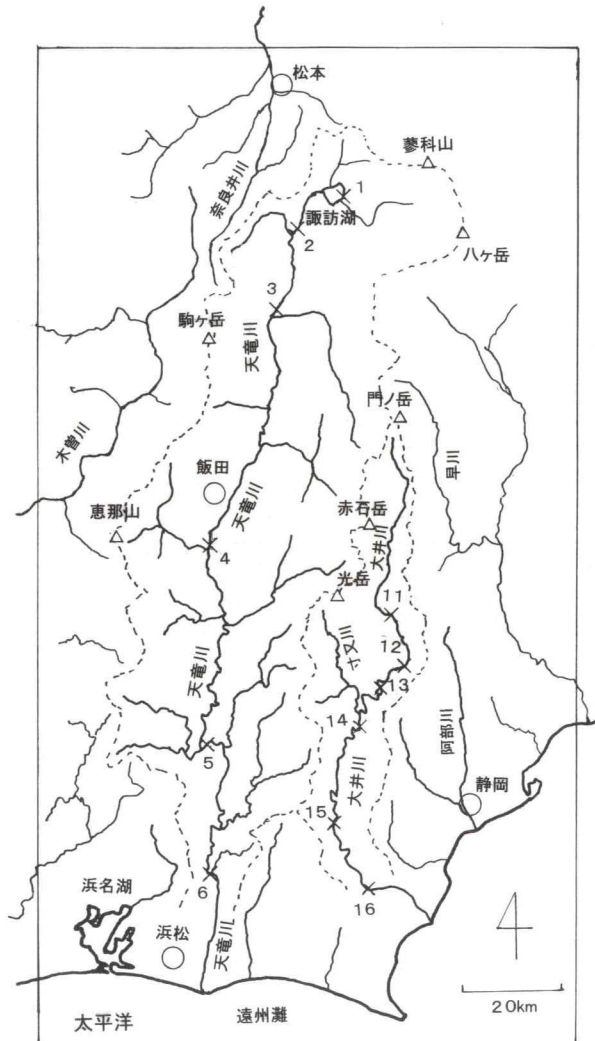 松本
蓼科山
奈良井川
1
諏訪湖
2
八ヶ岳
3
駒ヶ岳
天竜川
門ノ岳
木曽川
飯田
早川
天竜川
恵那山
赤石岳
大井川
4
光岳
11
寸又川
12
天竜川
13
14
阿部川
5
大井川
静岡
15
6
16
浜名湖
浜松
天竜川
20km
太平洋
遠州灘